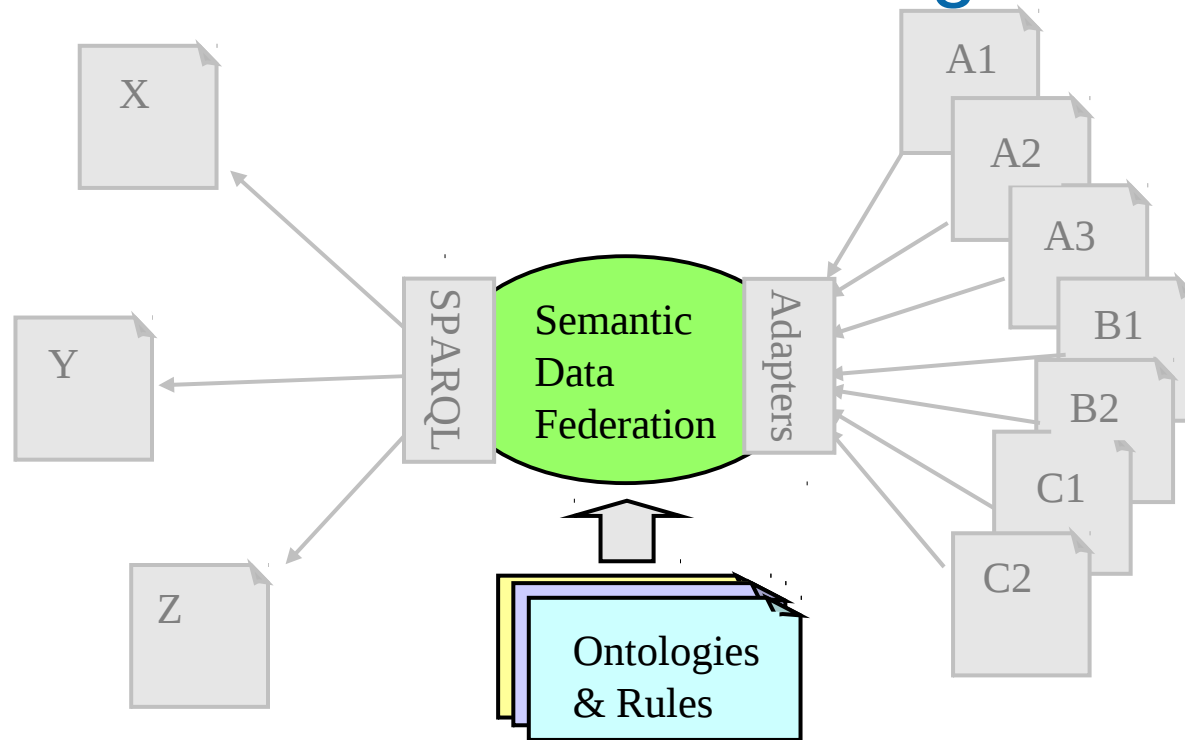 X
A1
A2
A3
B1
B2
C1
C2
Y
Z
SPARQL
Semantic
Data
Federation
Adapters
Ontologies
& Rules